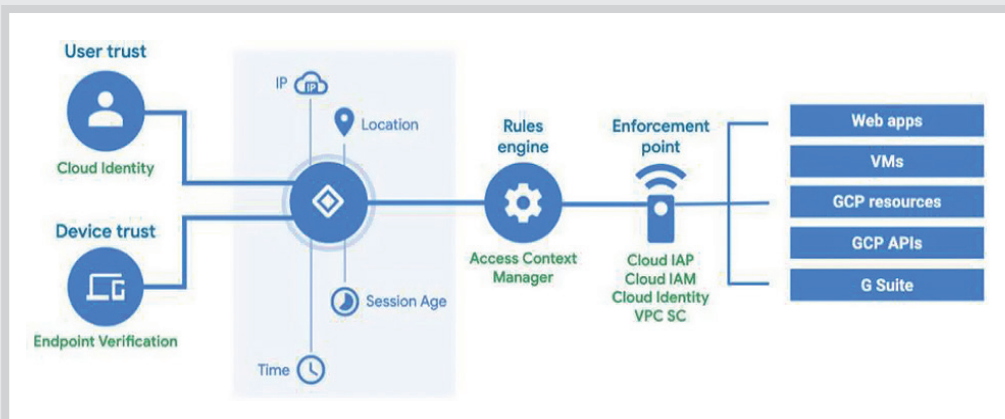 User trust
Cloud Identity
Device trust
Endpoint Verification
IP
IP
Location
Session Age
Time
Rules
engine
Access Context
Manager
Enforcement
point
Cloud IAP
Cloud IAM
Cloud Identity
VPC SC
Web apps
VMs
GCP resources
GCP APIs
G Suite